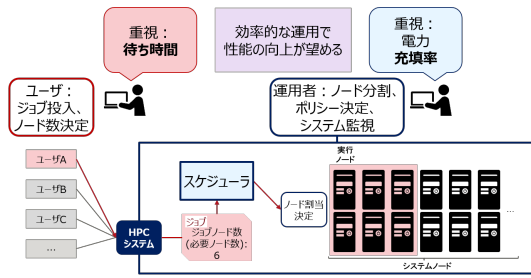 重視：
待ち時間
効率的な運用で
性能の向上が望める
重視：
電力
充填率
ユーザ：
ジョブ投入、
ノード数決定
運用者：ノード分割、
ポリシー決定、
システム監視
ユーザA
ユーザB
ユーザC
…
HPC
システム
スケジューラ
ジョブ
ジョブノード数
(必要ノード数)：
6
ノード割当
決定
実行
ノード
…
システムノード